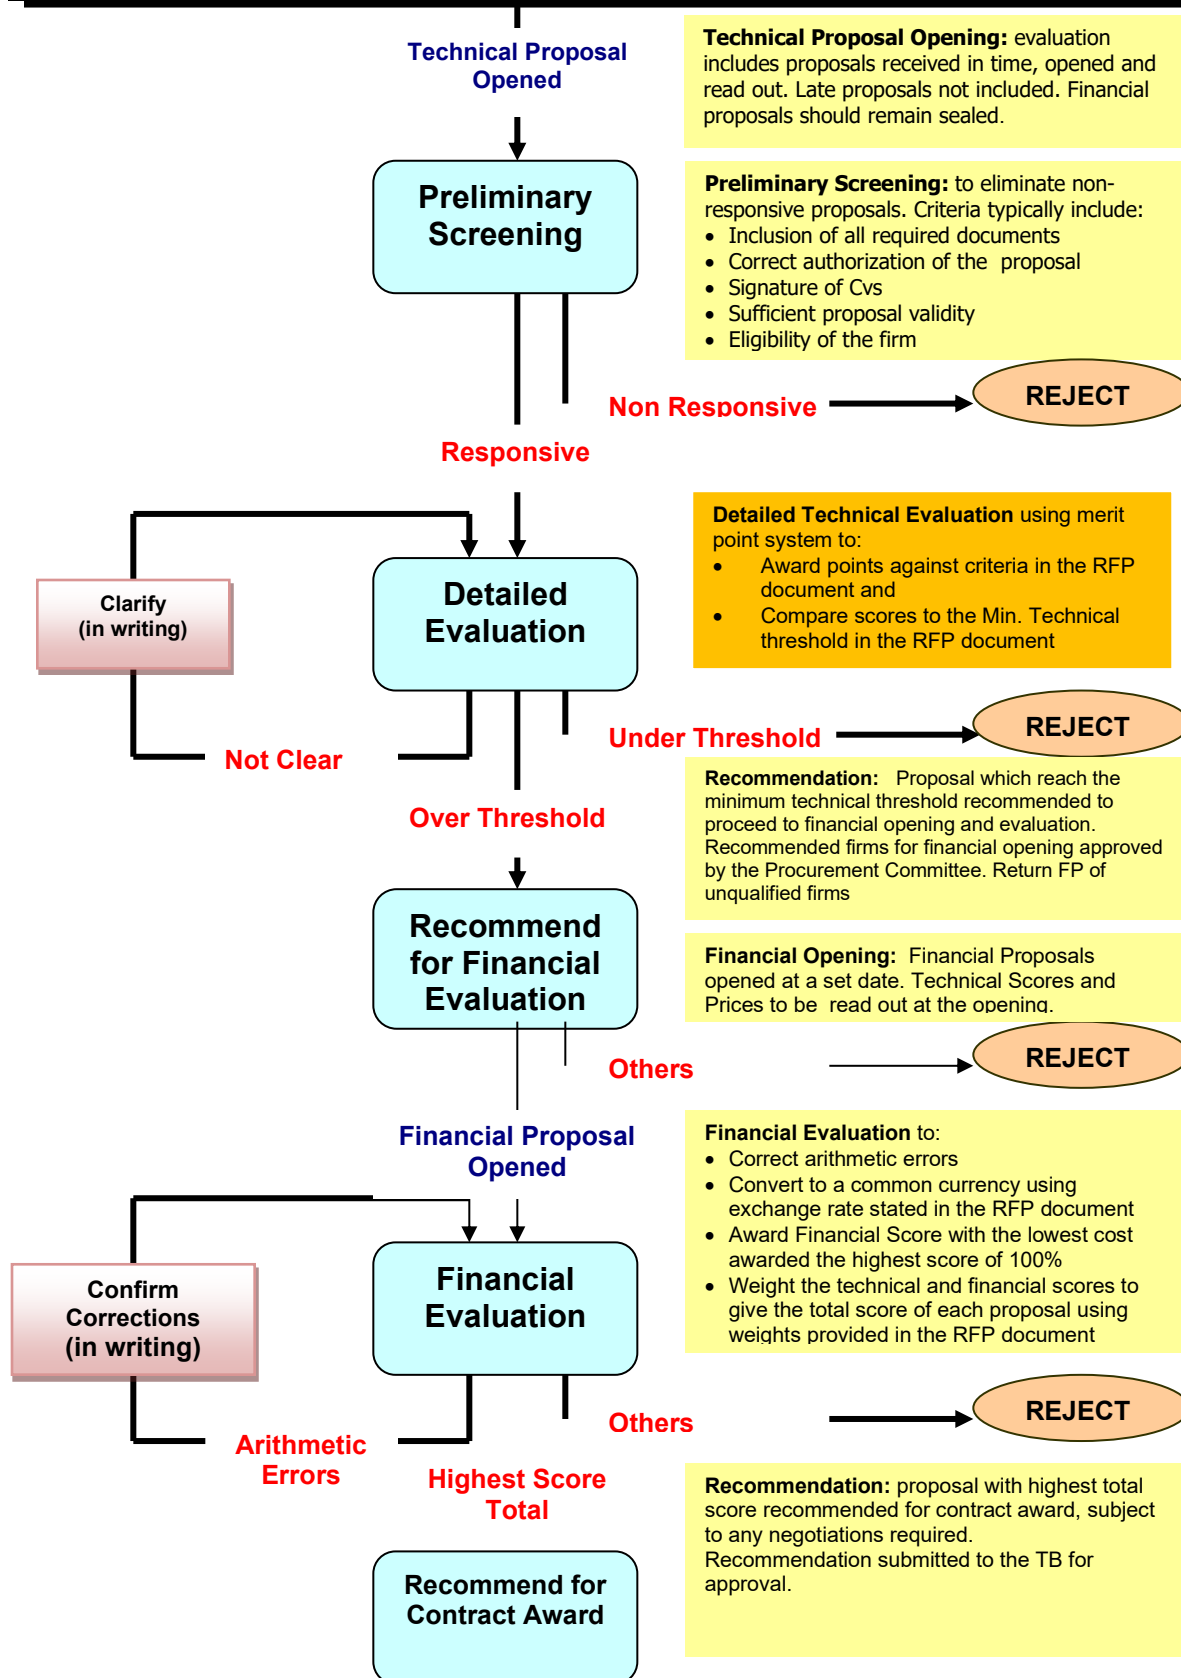 Technical Proposal
Opened
Technical Proposal Opening: evaluation
includes proposals received in time, opened and
read out. Late proposals not included. Financial
proposals should remain sealed.
Preliminary
Screening
Preliminary Screening: to eliminate non-
responsive proposals. Criteria typically include:
• Inclusion of all required documents
• Correct authorization of the proposal
• Signature of Cvs
• Sufficient proposal validity
• Eligibility of the firm
Non Responsive
REJECT
Responsive
Clarify
(in writing)
Detailed
Evaluation
Detailed Technical Evaluation using merit
point system to:
• Award points against criteria in the RFP
document and
• Compare scores to the Min. Technical
threshold in the RFP document
Not Clear
Under Threshold
REJECT
Over Threshold
Recommendation: Proposal which reach the
minimum technical threshold recommended to
proceed to financial opening and evaluation.
Recommended firms for financial opening approved
by the Procurement Committee. Return FP of
unqualified firms
Recommend
for Financial
Evaluation
Financial Opening: Financial Proposals
opened at a set date. Technical Scores and
Prices to be read out at the opening.
Others
REJECT
Financial Proposal
Opened
Financial Evaluation to:
• Correct arithmetic errors
• Convert to a common currency using
exchange rate stated in the RFP document
• Award Financial Score with the lowest cost
awarded the highest score of 100%
• Weight the technical and financial scores to
give the total score of each proposal using
weights provided in the RFP document
Confirm
Corrections
(in writing)
Financial
Evaluation
Others
REJECT
Arithmetic
Errors
Highest Score
Total
Recommendation: proposal with highest total
score recommended for contract award, subject
to any negotiations required.
Recommendation submitted to the TB for
approval.
Recommend for
Contract Award